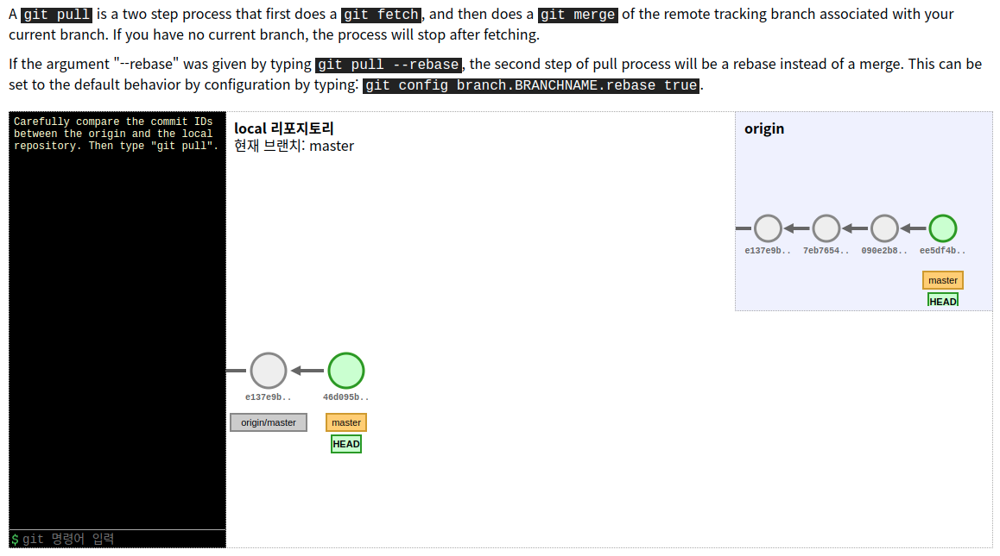 A git pull is a two step process that first does a git fetch, and then does a git merge of the remote tracking branch associated with your
current branch. If you have no current branch, the process will stop after fetching.
If the argument "--rebase" was given by typing git pull --rebase, the second step of pull process will be a rebase instead of a merge. This can be
set to the default behavior by configuration by typing: git config branch.BRANCHNAME.rebase true.
Carefully compare the commit IDs
between the origin and the local
repository. Then type "git pull".
$ git 명령어 입력
local 리포지토리
현재 브랜치: master
e137e9b.. 46d095b..
origin/master master
HEAD
origin
e137e9b.. 7eb7654.. 090e2b8.. ee5df4b..
master
HEAD